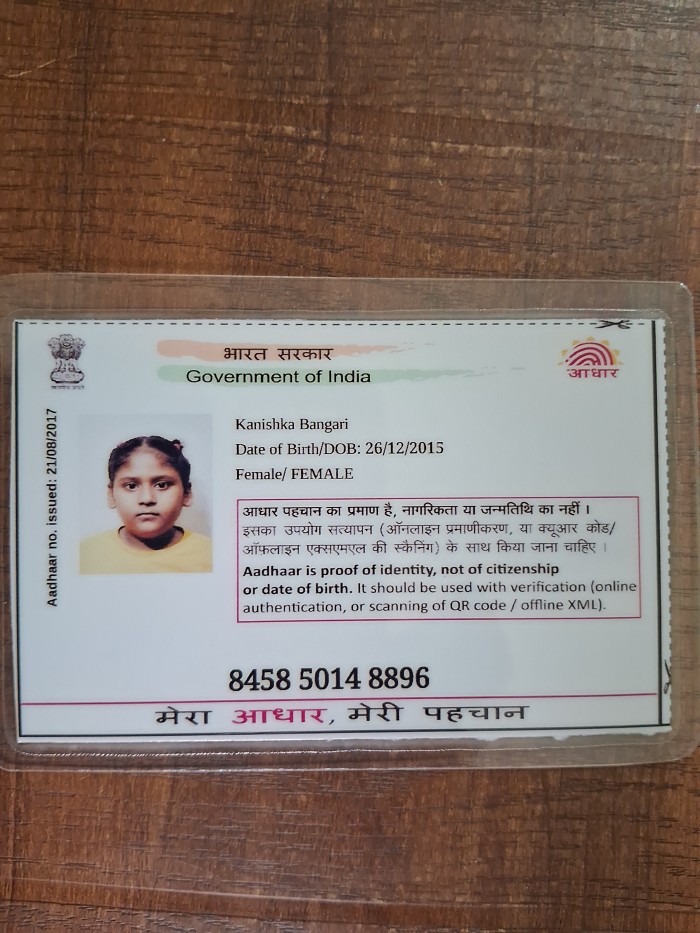 भारत सरकार
Government of India
आधार
Aadhaar no. issued: 21/08/2017
Kanishka Bangari
Date of Birth/DOB: 26/12/2015
Female/ FEMALE
आधार पहचान का प्रमाण है, नागरिकता या जन्मतिथि का नहीं ।
इसका उपयोग सत्यापन (ऑनलाइन प्रमाणीकरण, या क्यूआर कोड/
ऑफ़लाइन एक्सएमएल की स्कैनिंग) के साथ किया जाना चाहिए ।
Aadhaar is proof of identity, not of citizenship
or date of birth. It should be used with verification (online
authentication, or scanning of QR code / offline XML).
8458 5014 8896
मेरा आधार, मेरी पहचान